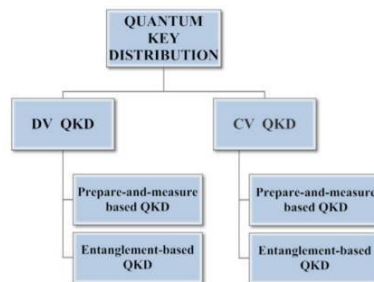 QUANTUM
KEY
DISTRIBUTION
DV QKD
CV QKD
Prepare-and-measure
based QKD
Entanglement-based
QKD
Prepare-and-measure
based QKD
Entanglement-based
QKD